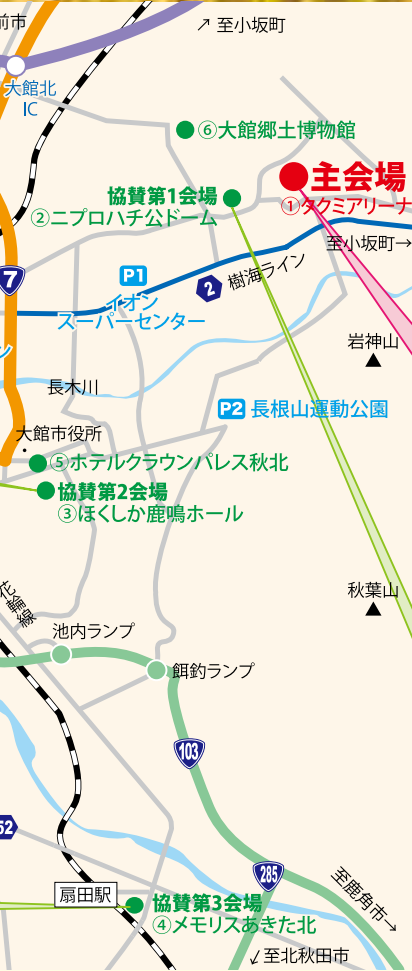 前市
↗ 至小坂町
大館北
IC
⑥大館郷土博物館
主会場
①タクミアリーナ
協賛第1会場
②ニプロハチ公ドーム
至小坂町→
7
P1
イオン
スーパーセンター
2
樹海ライン
ン
岩神山
長木川
P2 長根山運動公園
大館市役所
⑤ホテルクラウンパレス秋北
協賛第2会場
③ほくしか鹿鳴ホール
秋葉山
花輪線
池内ランプ
餌釣ランプ
103
52
285
至鹿角市→
扇田駅
協賛第3会場
④メモリスあきた北
↙至北秋田市